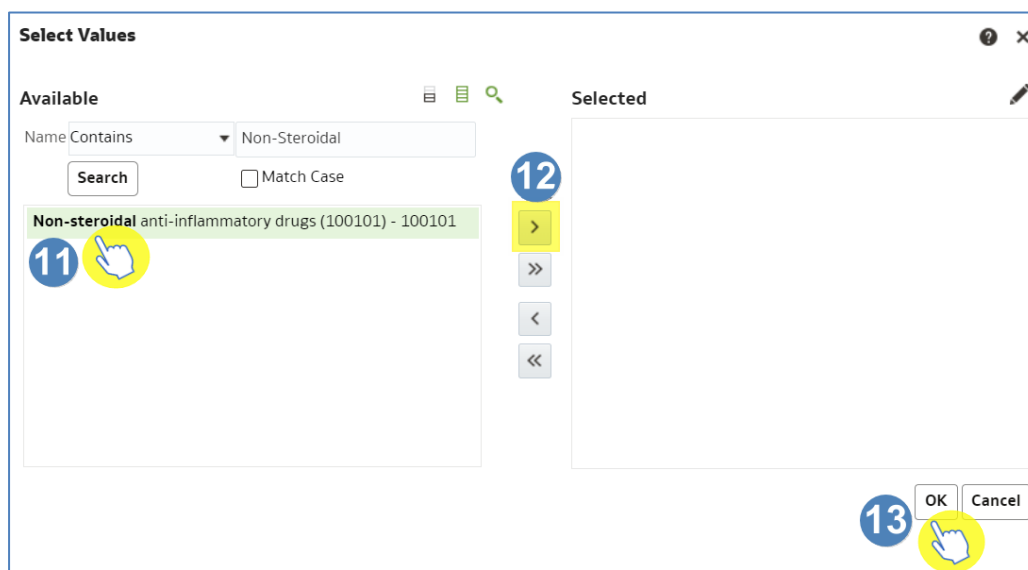 Select Values
Available
Selected
Name Contains Non-Steroidal
Search Match Case
12
Non-steroidal anti-inflammatory drugs (100101) - 100101
11
OK Cancel
13